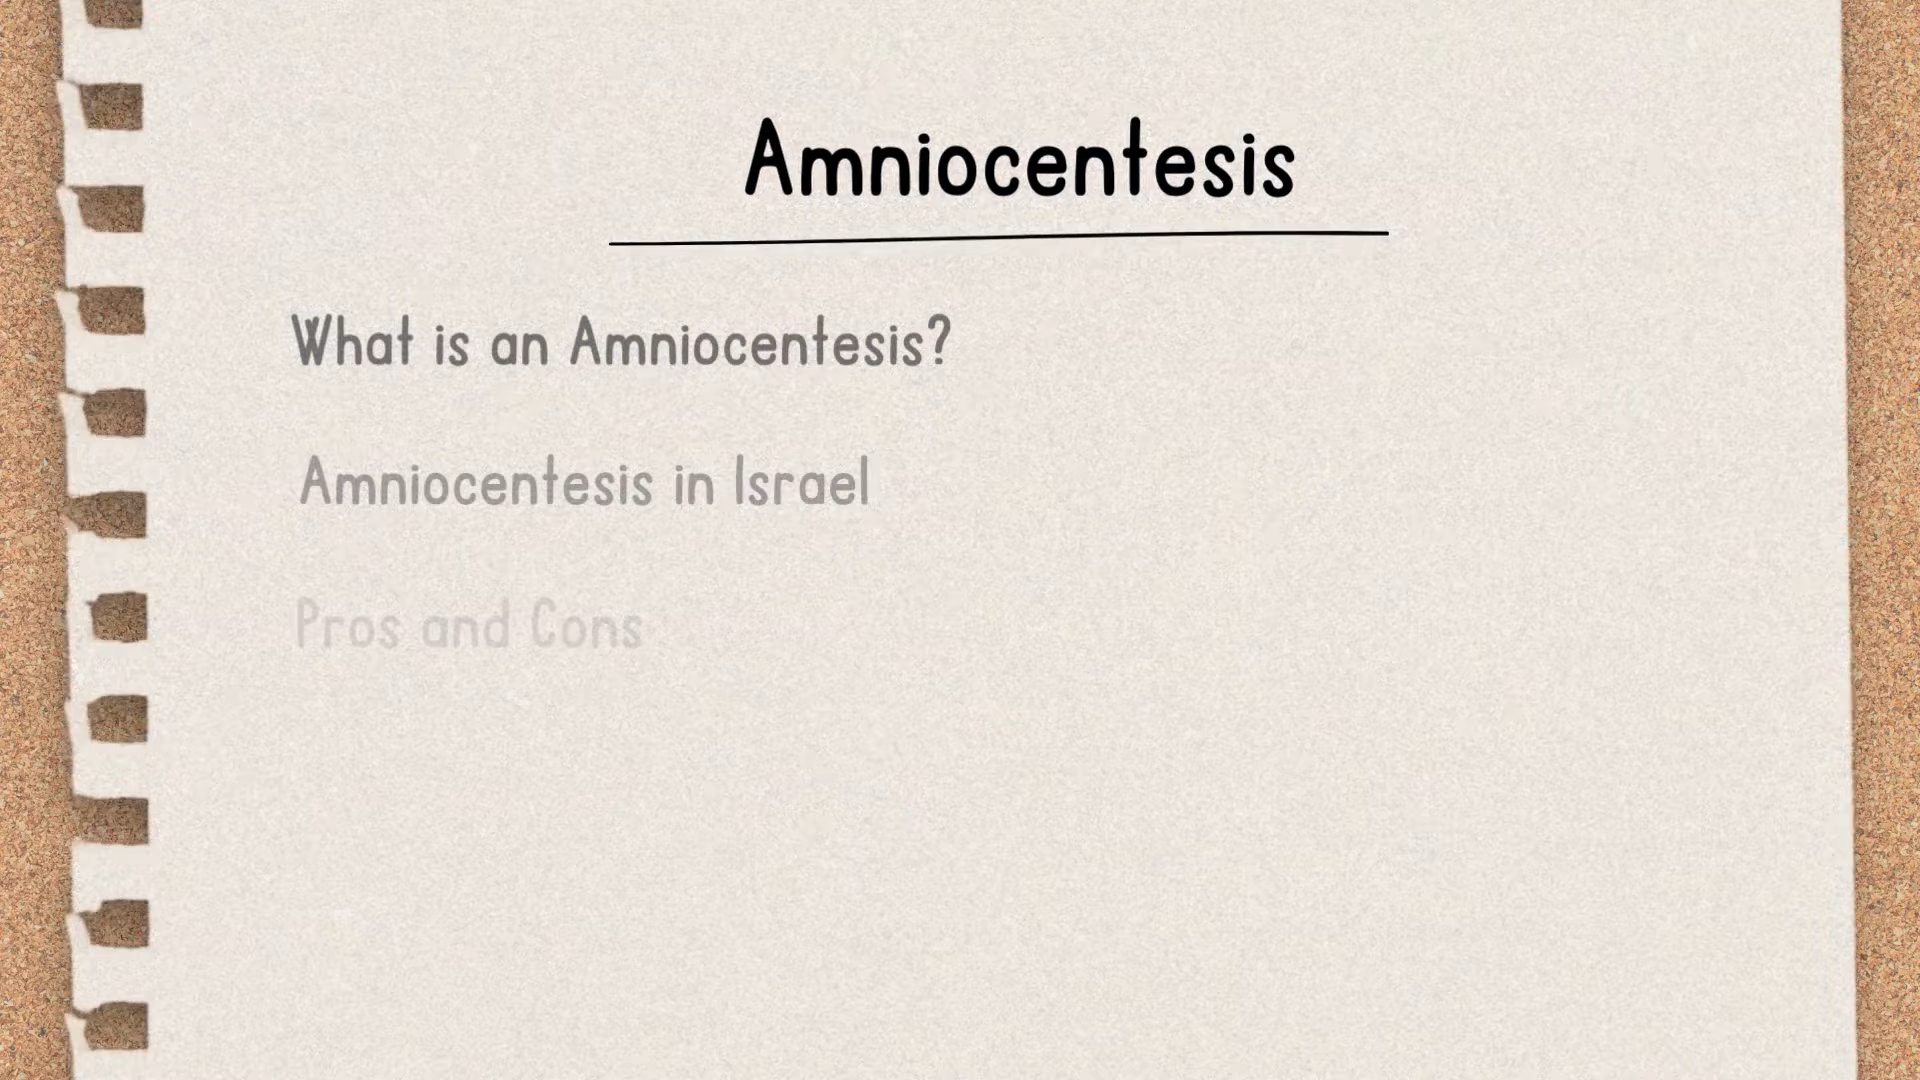 Amniocentesis
What is an Amniocentesis?
Amniocentesis in Israel
Pros and Cons